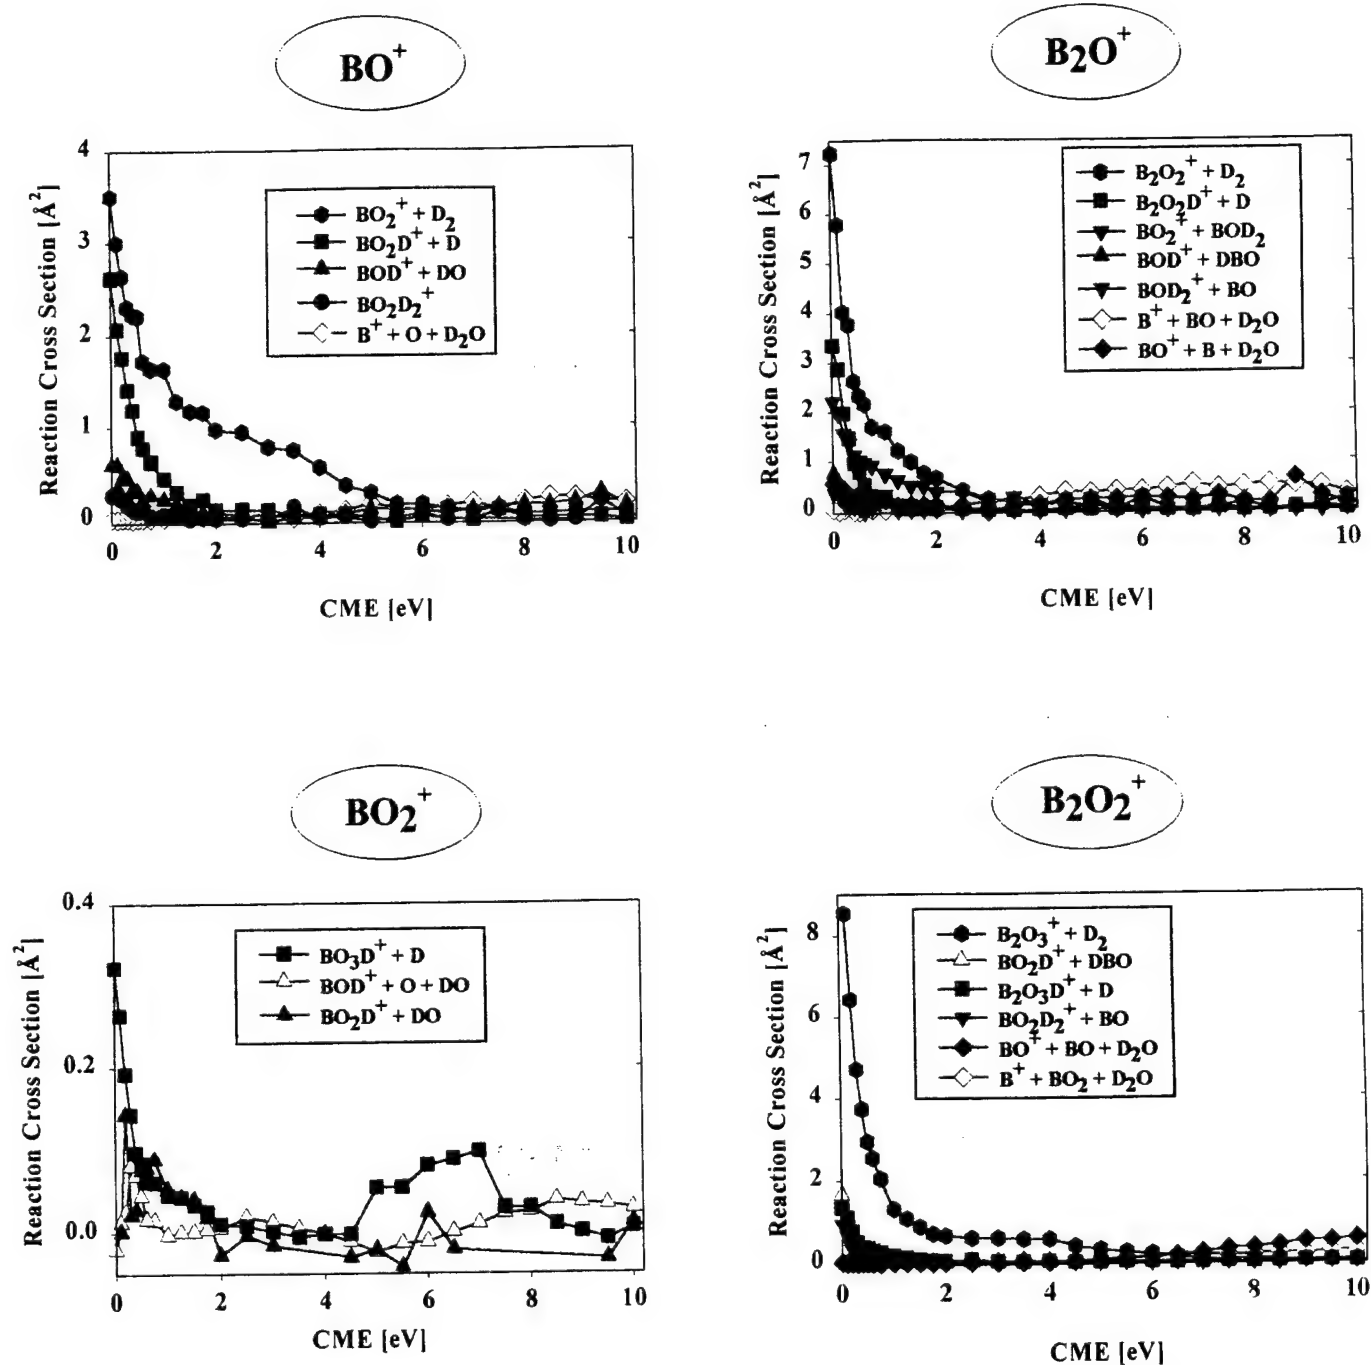 BO+
4
3
2
1
0
Reaction Cross Section [Å2]
BO2+ + D2
BO2D+ + D
BOD+ + DO
BO2D2+
B+ + O + D2O
0 2 4 6 8 10
CME [eV]
B2O+
7
6
5
4
3
2
1
0
Reaction Cross Section [Å2]
B2O2+ + D2
B2O2D+ + D
BO2+ + BOD2
BOD+ + DBO
BOD2+ + BO
B+ + BO + D2O
BO+ + B + D2O
0 2 4 6 8 10
CME [eV]
BO2+
0.4
0.2
0.0
Reaction Cross Section [Å2]
BO3D+ + D
BOD+ + O + DO
BO2D+ + DO
0 2 4 6 8 10
CME [eV]
B2O2+
8
6
4
2
0
Reaction Cross Section [Å2]
B2O3+ + D2
BO2D+ + DBO
B2O3D+ + D
BO2D2+ + BO
BO+ + BO + D2O
B+ + BO2 + D2O
0 2 4 6 8 10
CME [eV]